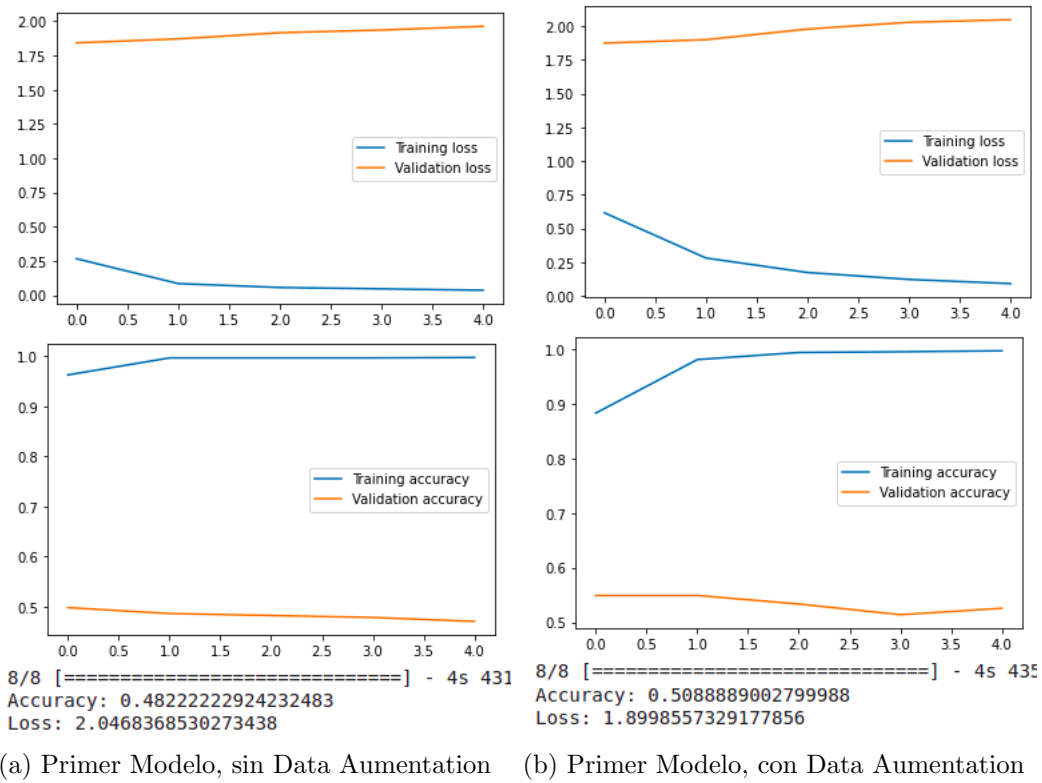 2.00
1.75
1.50
1.25
1.00
0.75
0.50
0.25
0.00
Training loss
Validation loss
0.0 0.5 1.0 1.5 2.0 2.5 3.0 3.5 4.0
2.00
1.75
1.50
1.25
1.00
0.75
0.50
0.25
0.00
Training loss
Validation loss
0.0 0.5 1.0 1.5 2.0 2.5 3.0 3.5 4.0
1.0
0.9
0.8
0.7
0.6
0.5
Training accuracy
Validation accuracy
0.0 0.5 1.0 1.5 2.0 2.5 3.0 3.5 4.0
8/8 [==============================] - 4s 431
Accuracy: 0.48222222924232483
Loss: 2.0468368530273438
1.0
0.9
0.8
0.7
0.6
0.5
Training accuracy
Validation accuracy
0.0 0.5 1.0 1.5 2.0 2.5 3.0 3.5 4.0
8/8 [==============================] - 4s 435
Accuracy: 0.5088889002799988
Loss: 1.8998557329177856
(a) Primer Modelo, sin Data Aumentation
(b) Primer Modelo, con Data Aumentation